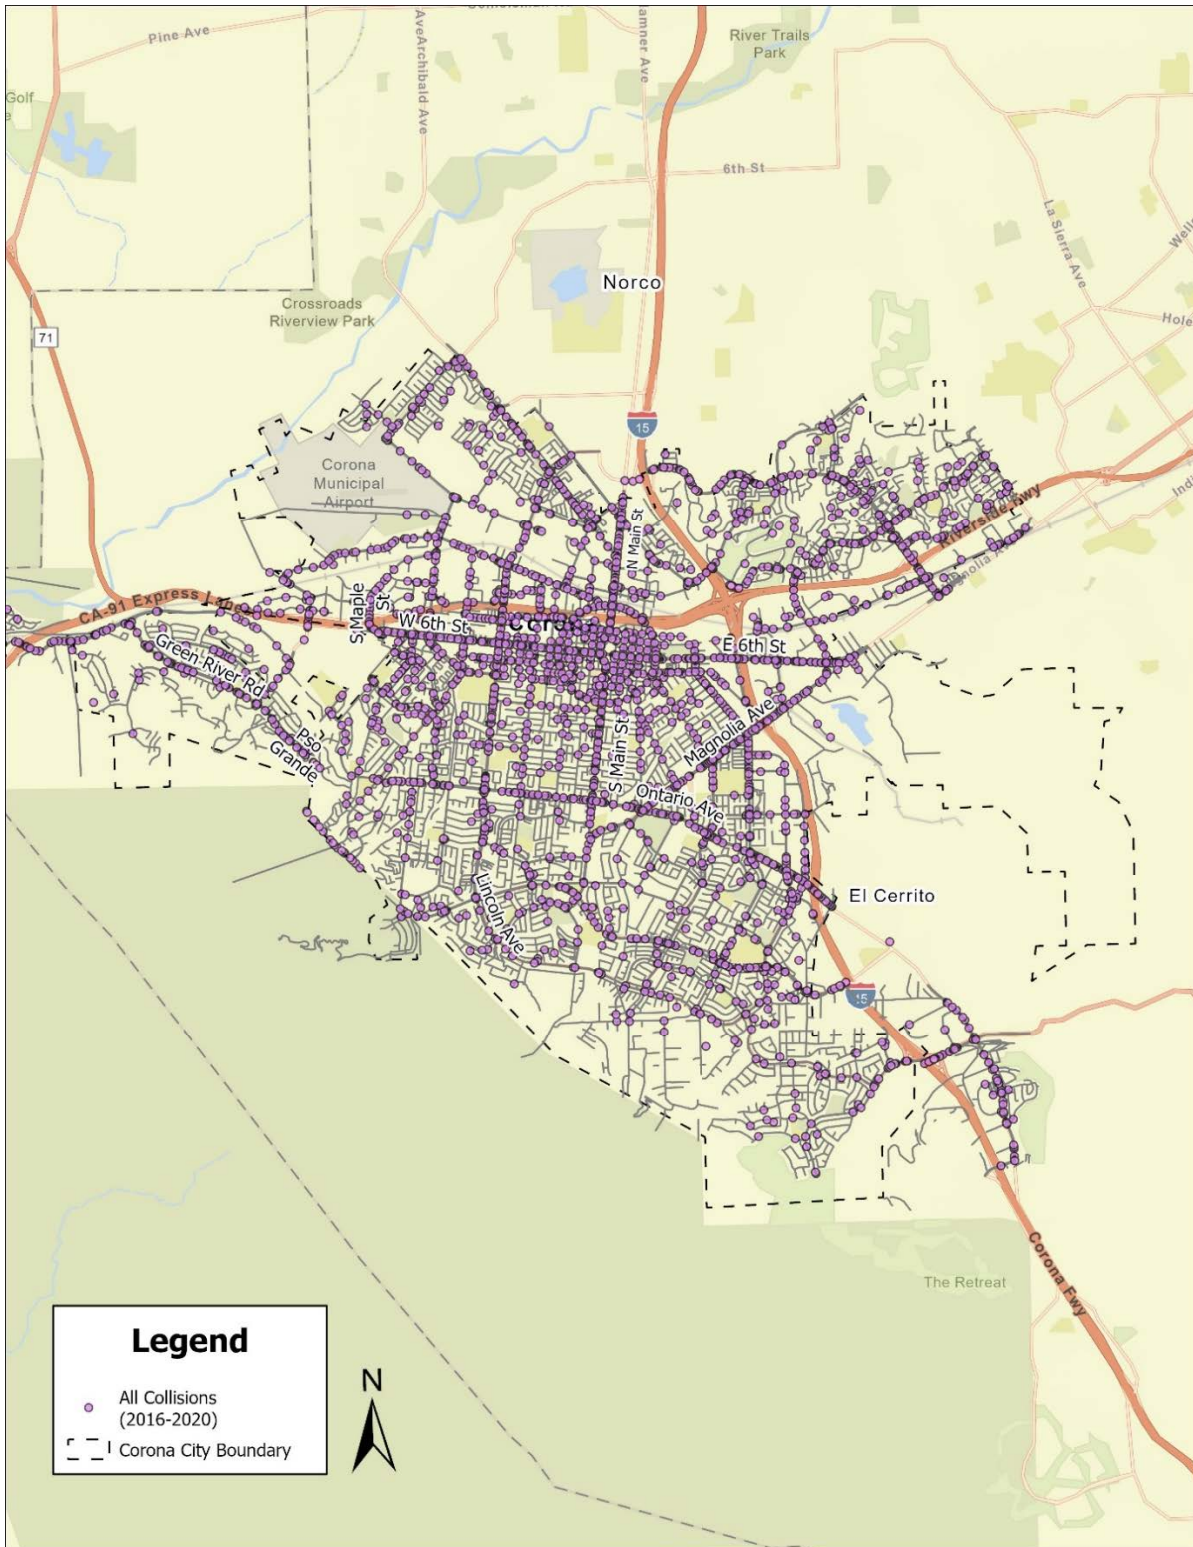 Pine Ave
Archibald Ave
Ave
River Trails
Park
Golf
6th St
La Sierra Ave
Norco
Crossroads
Riverview Park
71
15
Corona
Municipal
Airport
N Main St
Riverside Fwy
CA-91 Express Lanes
S Maple
St
W 6th St
E 6th St
Green River Rd
Pso
Grande
S Main St
Magnolia Ave
Ontario Ave
Lincoln Ave
El Cerrito
15
Corona Fwy
The Retreat
Legend
All Collisions
(2016-2020)
Corona City Boundary
N